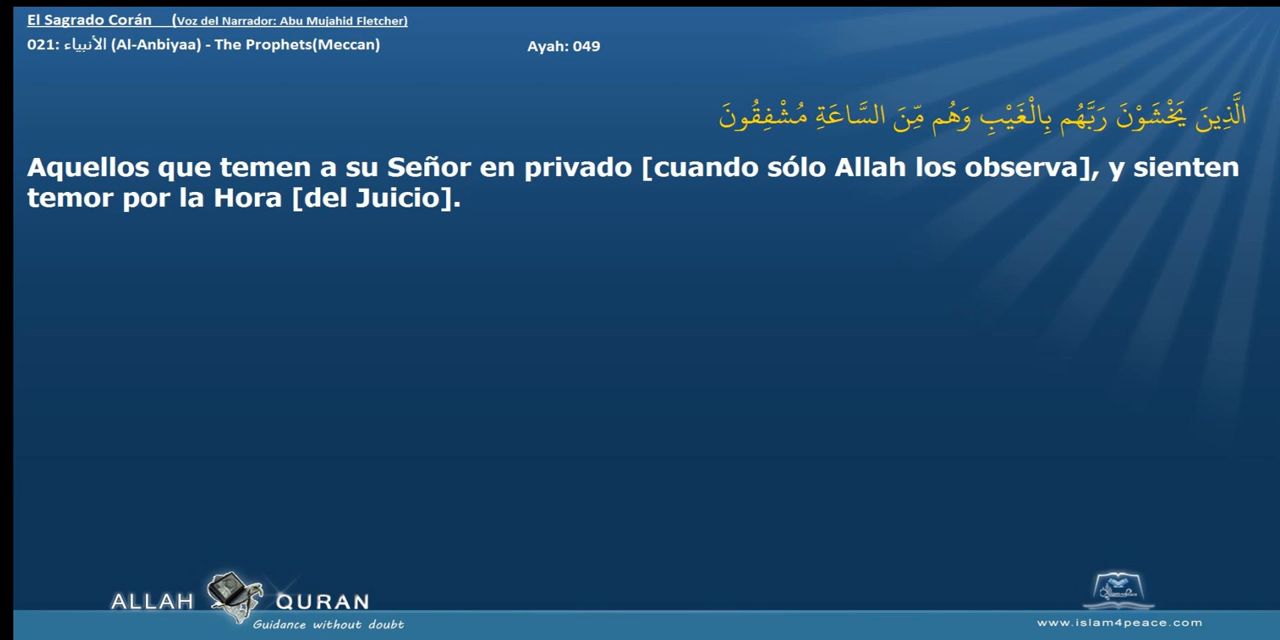 El Sagrado Corán (Voz del Narrador: Abu Mujahid Fletcher)
021: الأنبياء (Al-Anbiyaa) - The Prophets(Meccan) Ayah: 049
الَّذِينَ يَخْشَوْنَ رَبَّهُم بِالْغَيْبِ وَهُم مِّنَ السَّاعَةِ مُشْفِقُونَ
Aquellos que temen a su Señor en privado [cuando sólo Allah los observa], y sienten
temor por la Hora [del Juicio].
ALLAH QURAN
Guidance without doubt
www.islam4peace.com